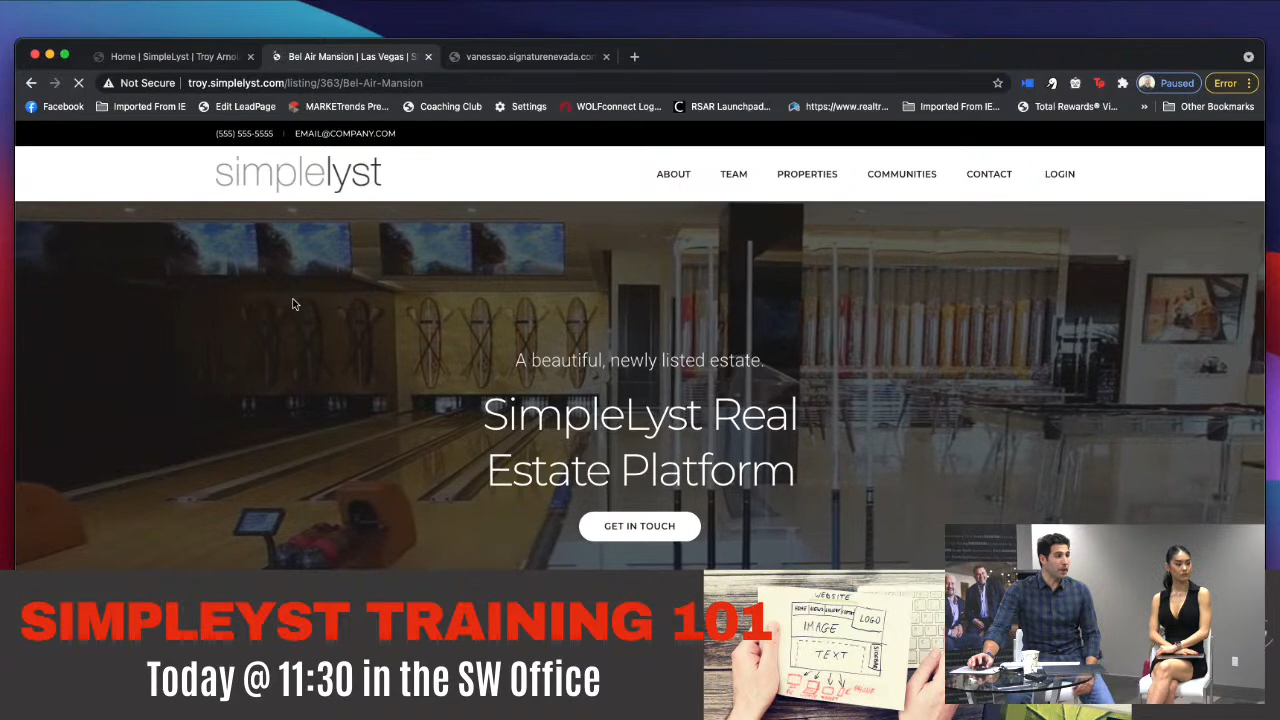 Home | SimpleLyst | Troy Arnol
Bel Air Mansion | Las Vegas | S
vanessao.signaturenevada.com
Not Secure
troy.simplelyst.com/listing/363/Bel-Air-Mansion
Paused
Error
Facebook
Imported From IE
Edit LeadPage
MARKETrends Pre...
Coaching Club
Settings
WOLFconnect Log...
RSAR Launchpad...
https://www.realtr...
Imported From IE...
Total Rewards® Vi...
»
Other Bookmarks
(555) 555-5555 | EMAIL@COMPANY.COM
simplelyst
ABOUT
TEAM
PROPERTIES
COMMUNITIES
CONTACT
LOGIN
A beautiful, newly listed estate.
SimpleLyst Real
Estate Platform
GET IN TOUCH
SIMPLEYST TRAINING 101
Today @ 11:30 in the SW Office
WEBSITE
LOGO
IMAGE
TEXT